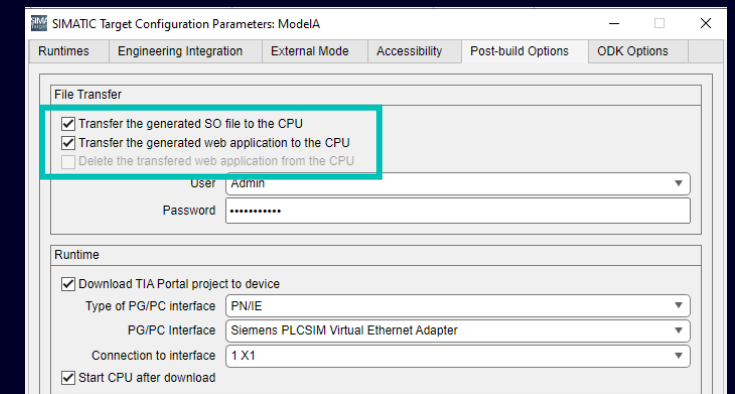 SIMATIC Target Configuration Parameters: ModelA
Runtimes Engineering Integration External Mode Accessibility Post-build Options ODK Options
File Transfer
Transfer the generated SO file to the CPU
Transfer the generated web application to the CPU
Delete the transfered web application from the CPU
User Admin
Password •••••••••••
Runtime
Download TIA Portal project to device
Type of PG/PC interface PN/IE
PG/PC Interface Siemens PLCSIM Virtual Ethernet Adapter
Connection to interface 1 X1
Start CPU after download